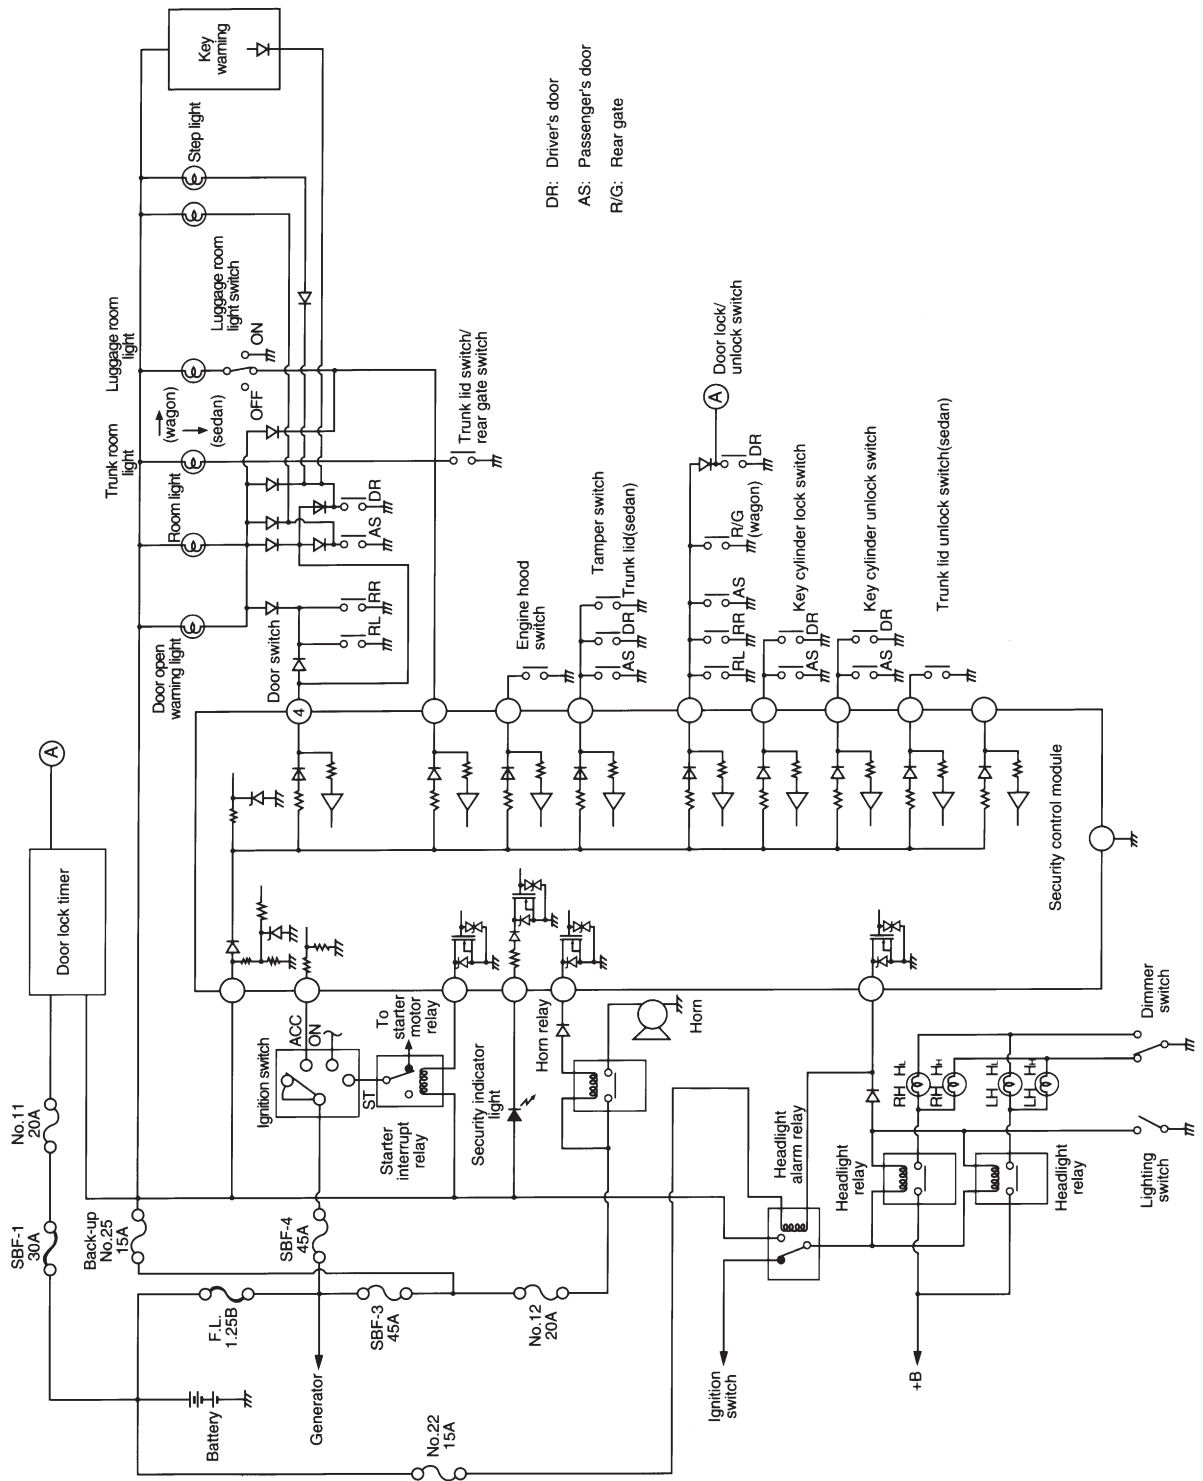 Key
warning
Step light
Luggage room
light switch
ON
OFF
Luggage room
light
(wagon)
(sedan)
Trunk room
light
Room light
Door open
warning light
Door switch
RL
RR
AS
DR
Trunk lid switch/
rear gate switch
DR: Driver's door
AS: Passenger's door
R/G: Rear gate
Engine hood
switch
Tamper switch
AS
DR
Trunk lid(sedan)
A
Door lock/
unlock switch
RL
RR
AS
R/G
(wagon)
DR
Key cylinder lock switch
AS
DR
Key cylinder unlock switch
AS
DR
Trunk lid unlock switch(sedan)
4
Security control module
A
Door lock timer
No.11
20A
SBF-1
30A
Back-up
No.25
15A
Ignition switch
ACC
ON
ST
To
starter
motor
relay
Starter
interrupt
relay
Security indicator
light
Horn relay
Horn
SBF-4
45A
F.L.
1.25B
SBF-3
45A
No.12
20A
Generator
Battery
No.22
15A
Headlight
alarm relay
Ignition
switch
Headlight
relay
Headlight
relay
RH HL
RH HH
LH HL
LH HH
Dimmer
switch
Lighting
switch
+B